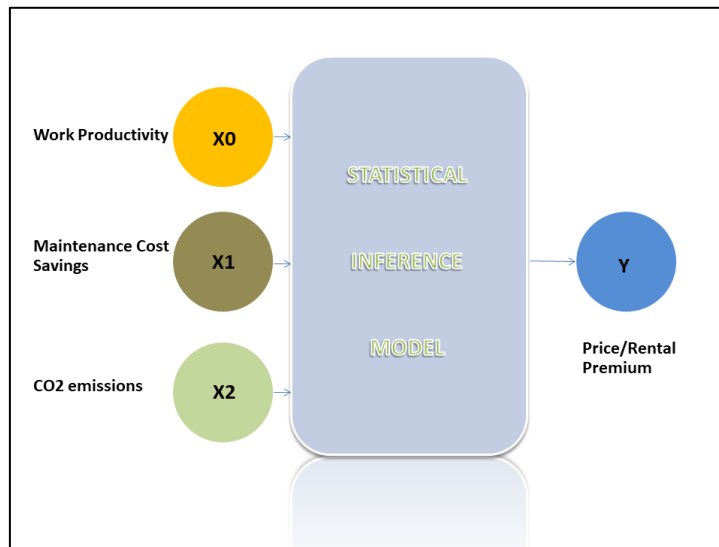 Work Productivity
X0
Maintenance Cost
Savings
X1
CO2 emissions
X2
STATISTICAL
INFERENCE
MODEL
Y
Price/Rental
Premium